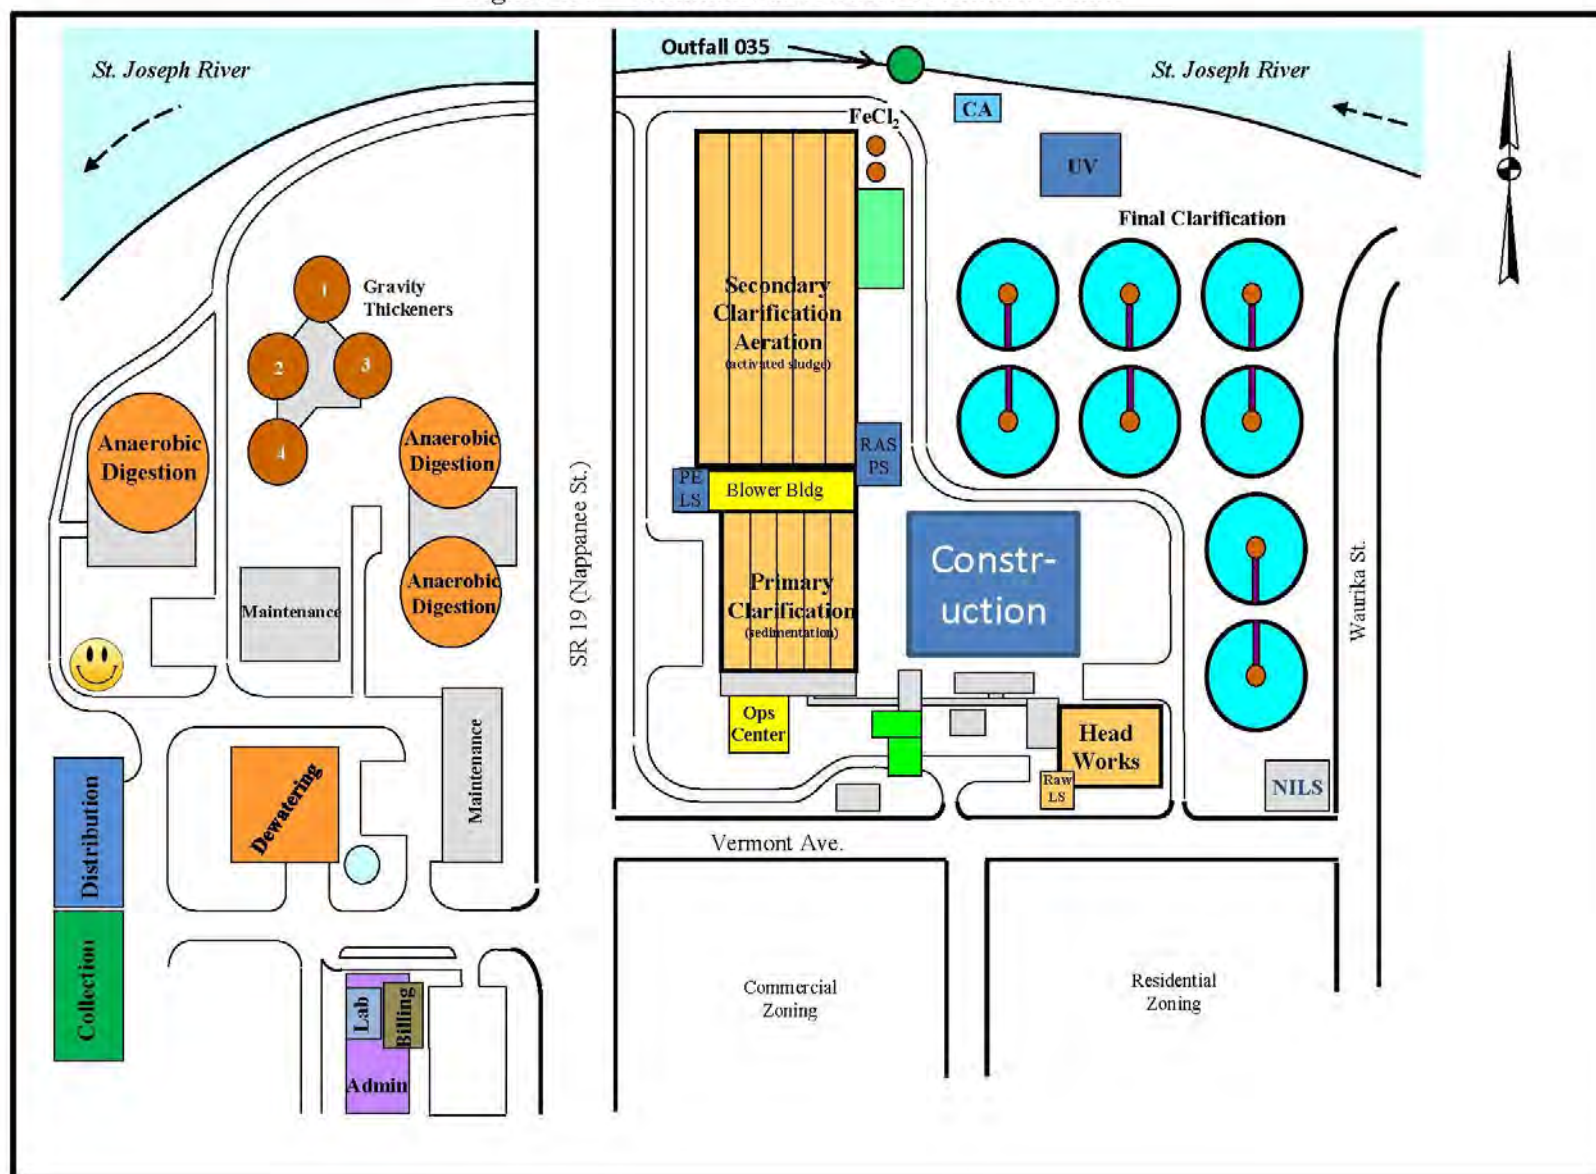 St. Joseph River
Outfall 035
St. Joseph River
CA
FeCl₂
UV
Final Clarification
1
Gravity
Thickeners
2
3
4
Secondary
Clarification
Aeration
(activated sludge)
Anaerobic
Digestion
Anaerobic
Digestion
RAS
PS
PE
LS
Blower Bldg
SR 19 (Nappanee St.)
Constr-
uction
Waurika St.
Anaerobic
Digestion
Primary
Clarification
(sedimentation)
Maintenance
Maintenance
Ops
Center
Head
Works
Raw
LS
NILS
Distribution
Dewatering
Vermont Ave.
Collection
Lab
Billing
Admin
Commercial
Zoning
Residential
Zoning